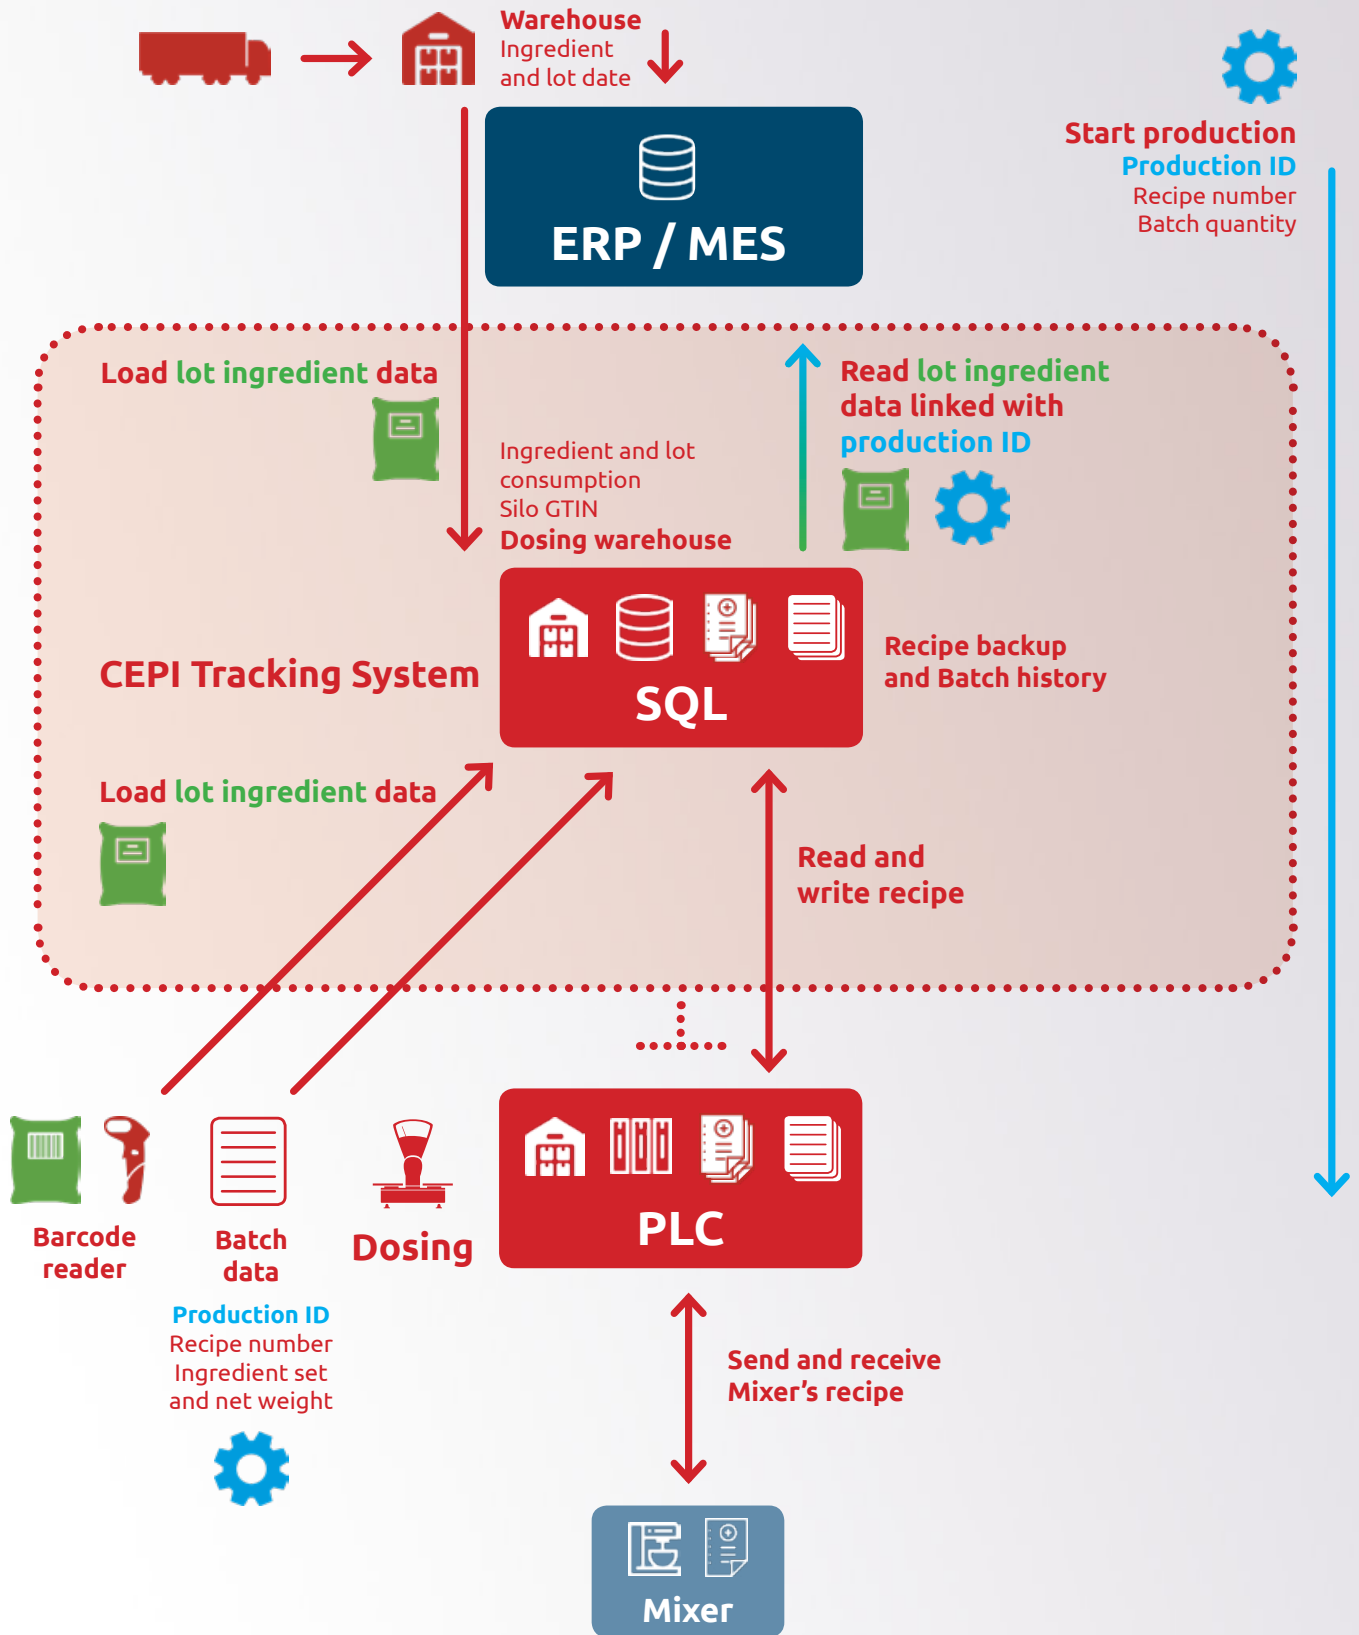 Warehouse
Ingredient
and lot date
ERP / MES
Start production
Production ID
Recipe number
Batch quantity
Load lot ingredient data
Ingredient and lot
consumption
Silo GTIN
Dosing warehouse
Read lot ingredient
data linked with
production ID
CEPI Tracking System
SQL
Recipe backup
and Batch history
Load lot ingredient data
Read and
write recipe
Barcode
reader
Batch
data
Production ID
Recipe number
Ingredient set
and net weight
Dosing
PLC
Send and receive
Mixer’s recipe
Mixer